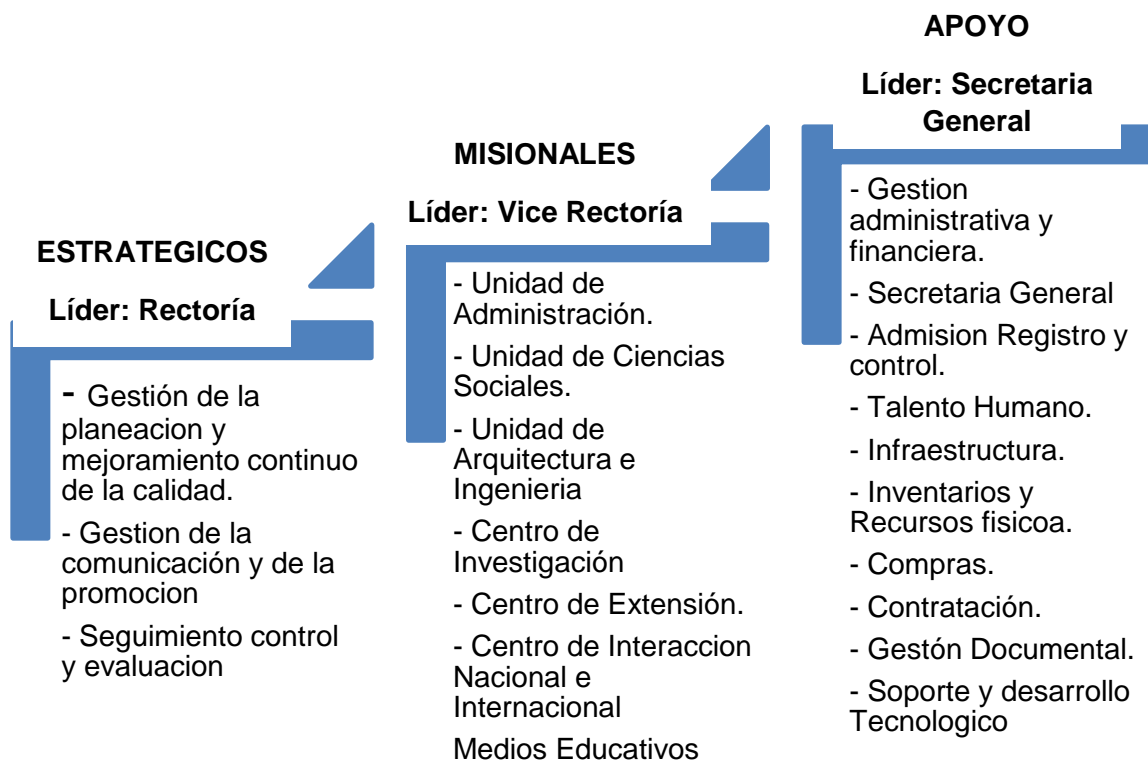 ESTRATEGICOS
Líder: Rectoría
- Gestión de la
planeacion y
mejoramiento continuo
de la calidad.
- Gestion de la
comunicación y de la
promocion
- Seguimiento control
y evaluacion
MISIONALES
Líder: Vice Rectoría
- Unidad de
Administración.
- Unidad de Ciencias
Sociales.
- Unidad de
Arquitectura e
Ingenieria
- Centro de
Investigación
- Centro de Extensión.
- Centro de Interaccion
Nacional e
Internacional
Medios Educativos
APOYO
Líder: Secretaria
General
- Gestion
administrativa y
financiera.
- Secretaria General
- Admision Registro y
control.
- Talento Humano.
- Infraestructura.
- Inventarios y
Recursos fisicoa.
- Compras.
- Contratación.
- Gestón Documental.
- Soporte y desarrollo
Tecnologico